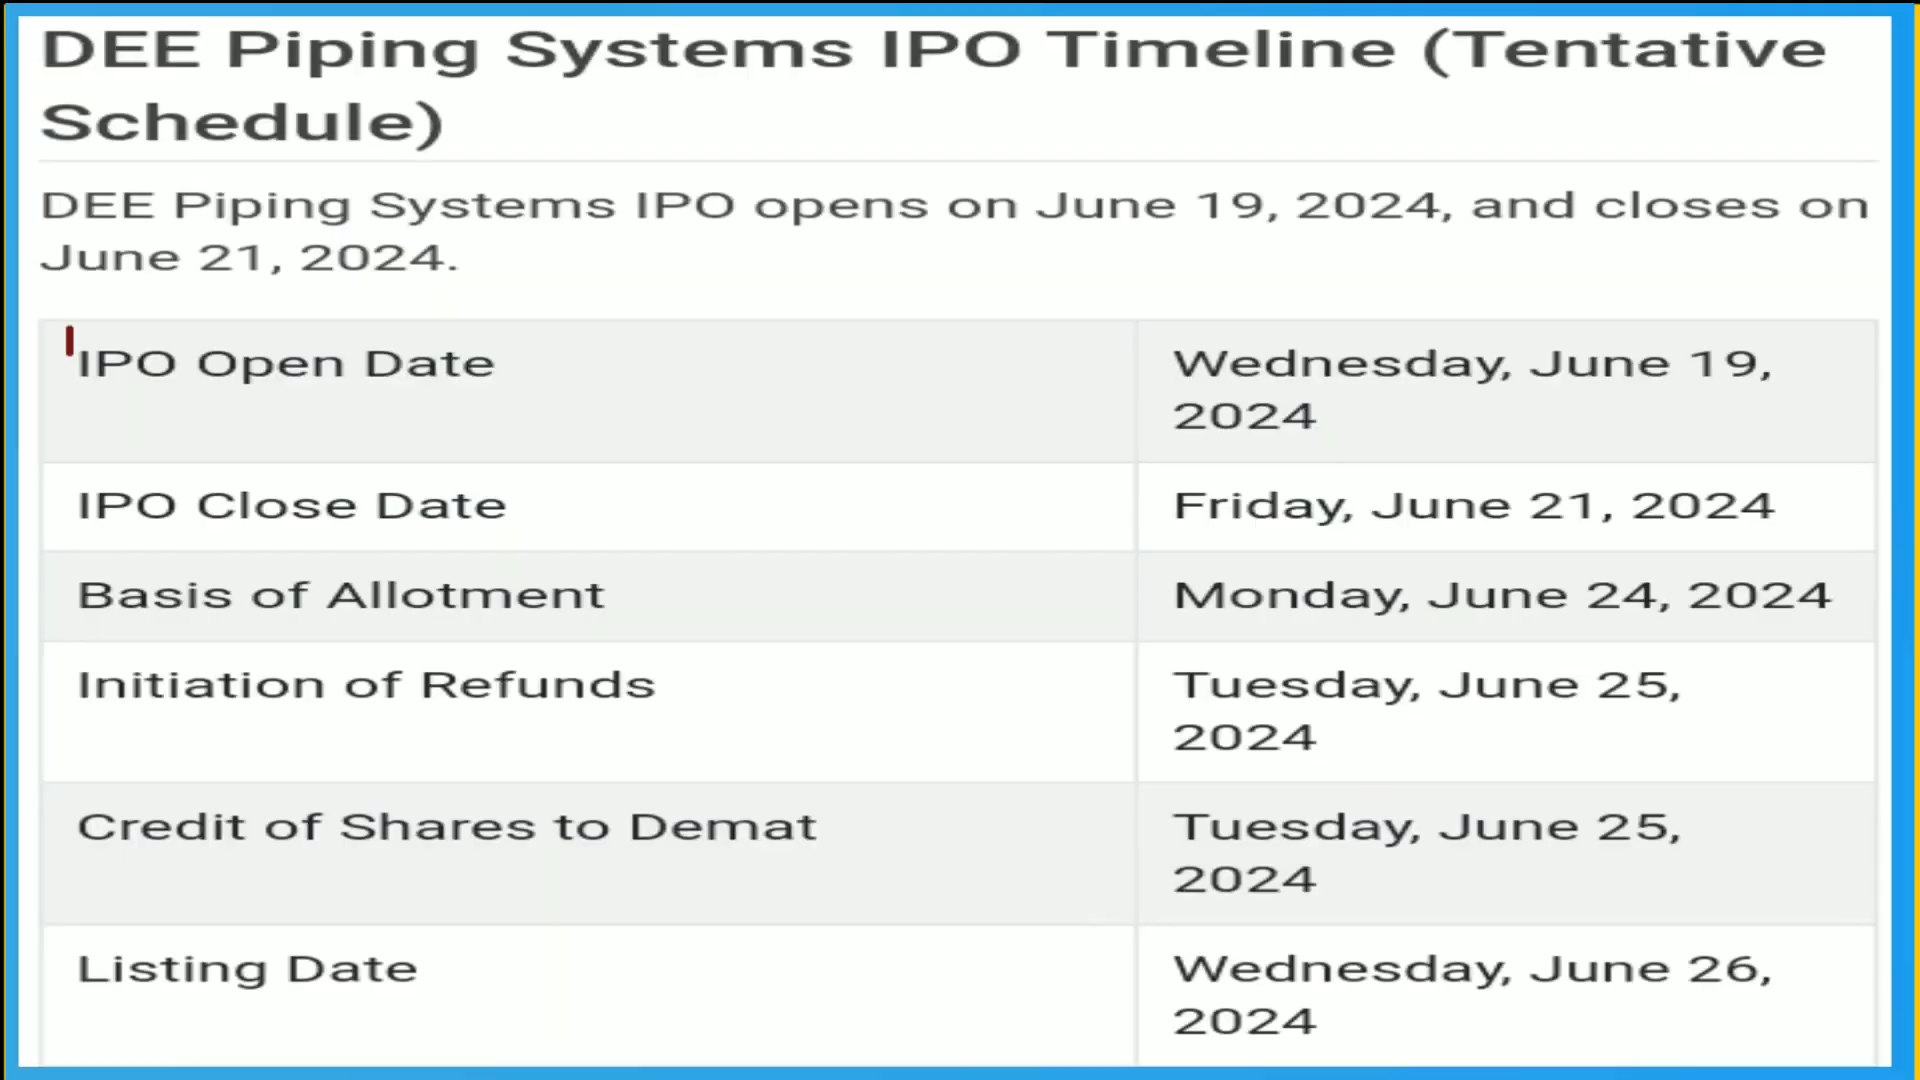 DEE Piping Systems IPO Timeline (Tentative
Schedule)
DEE Piping Systems IPO opens on June 19, 2024, and closes on
June 21, 2024.
IPO Open Date
Wednesday, June 19,
2024
IPO Close Date
Friday, June 21, 2024
Basis of Allotment
Monday, June 24, 2024
Initiation of Refunds
Tuesday, June 25,
2024
Credit of Shares to Demat
Tuesday, June 25,
2024
Listing Date
Wednesday, June 26,
2024